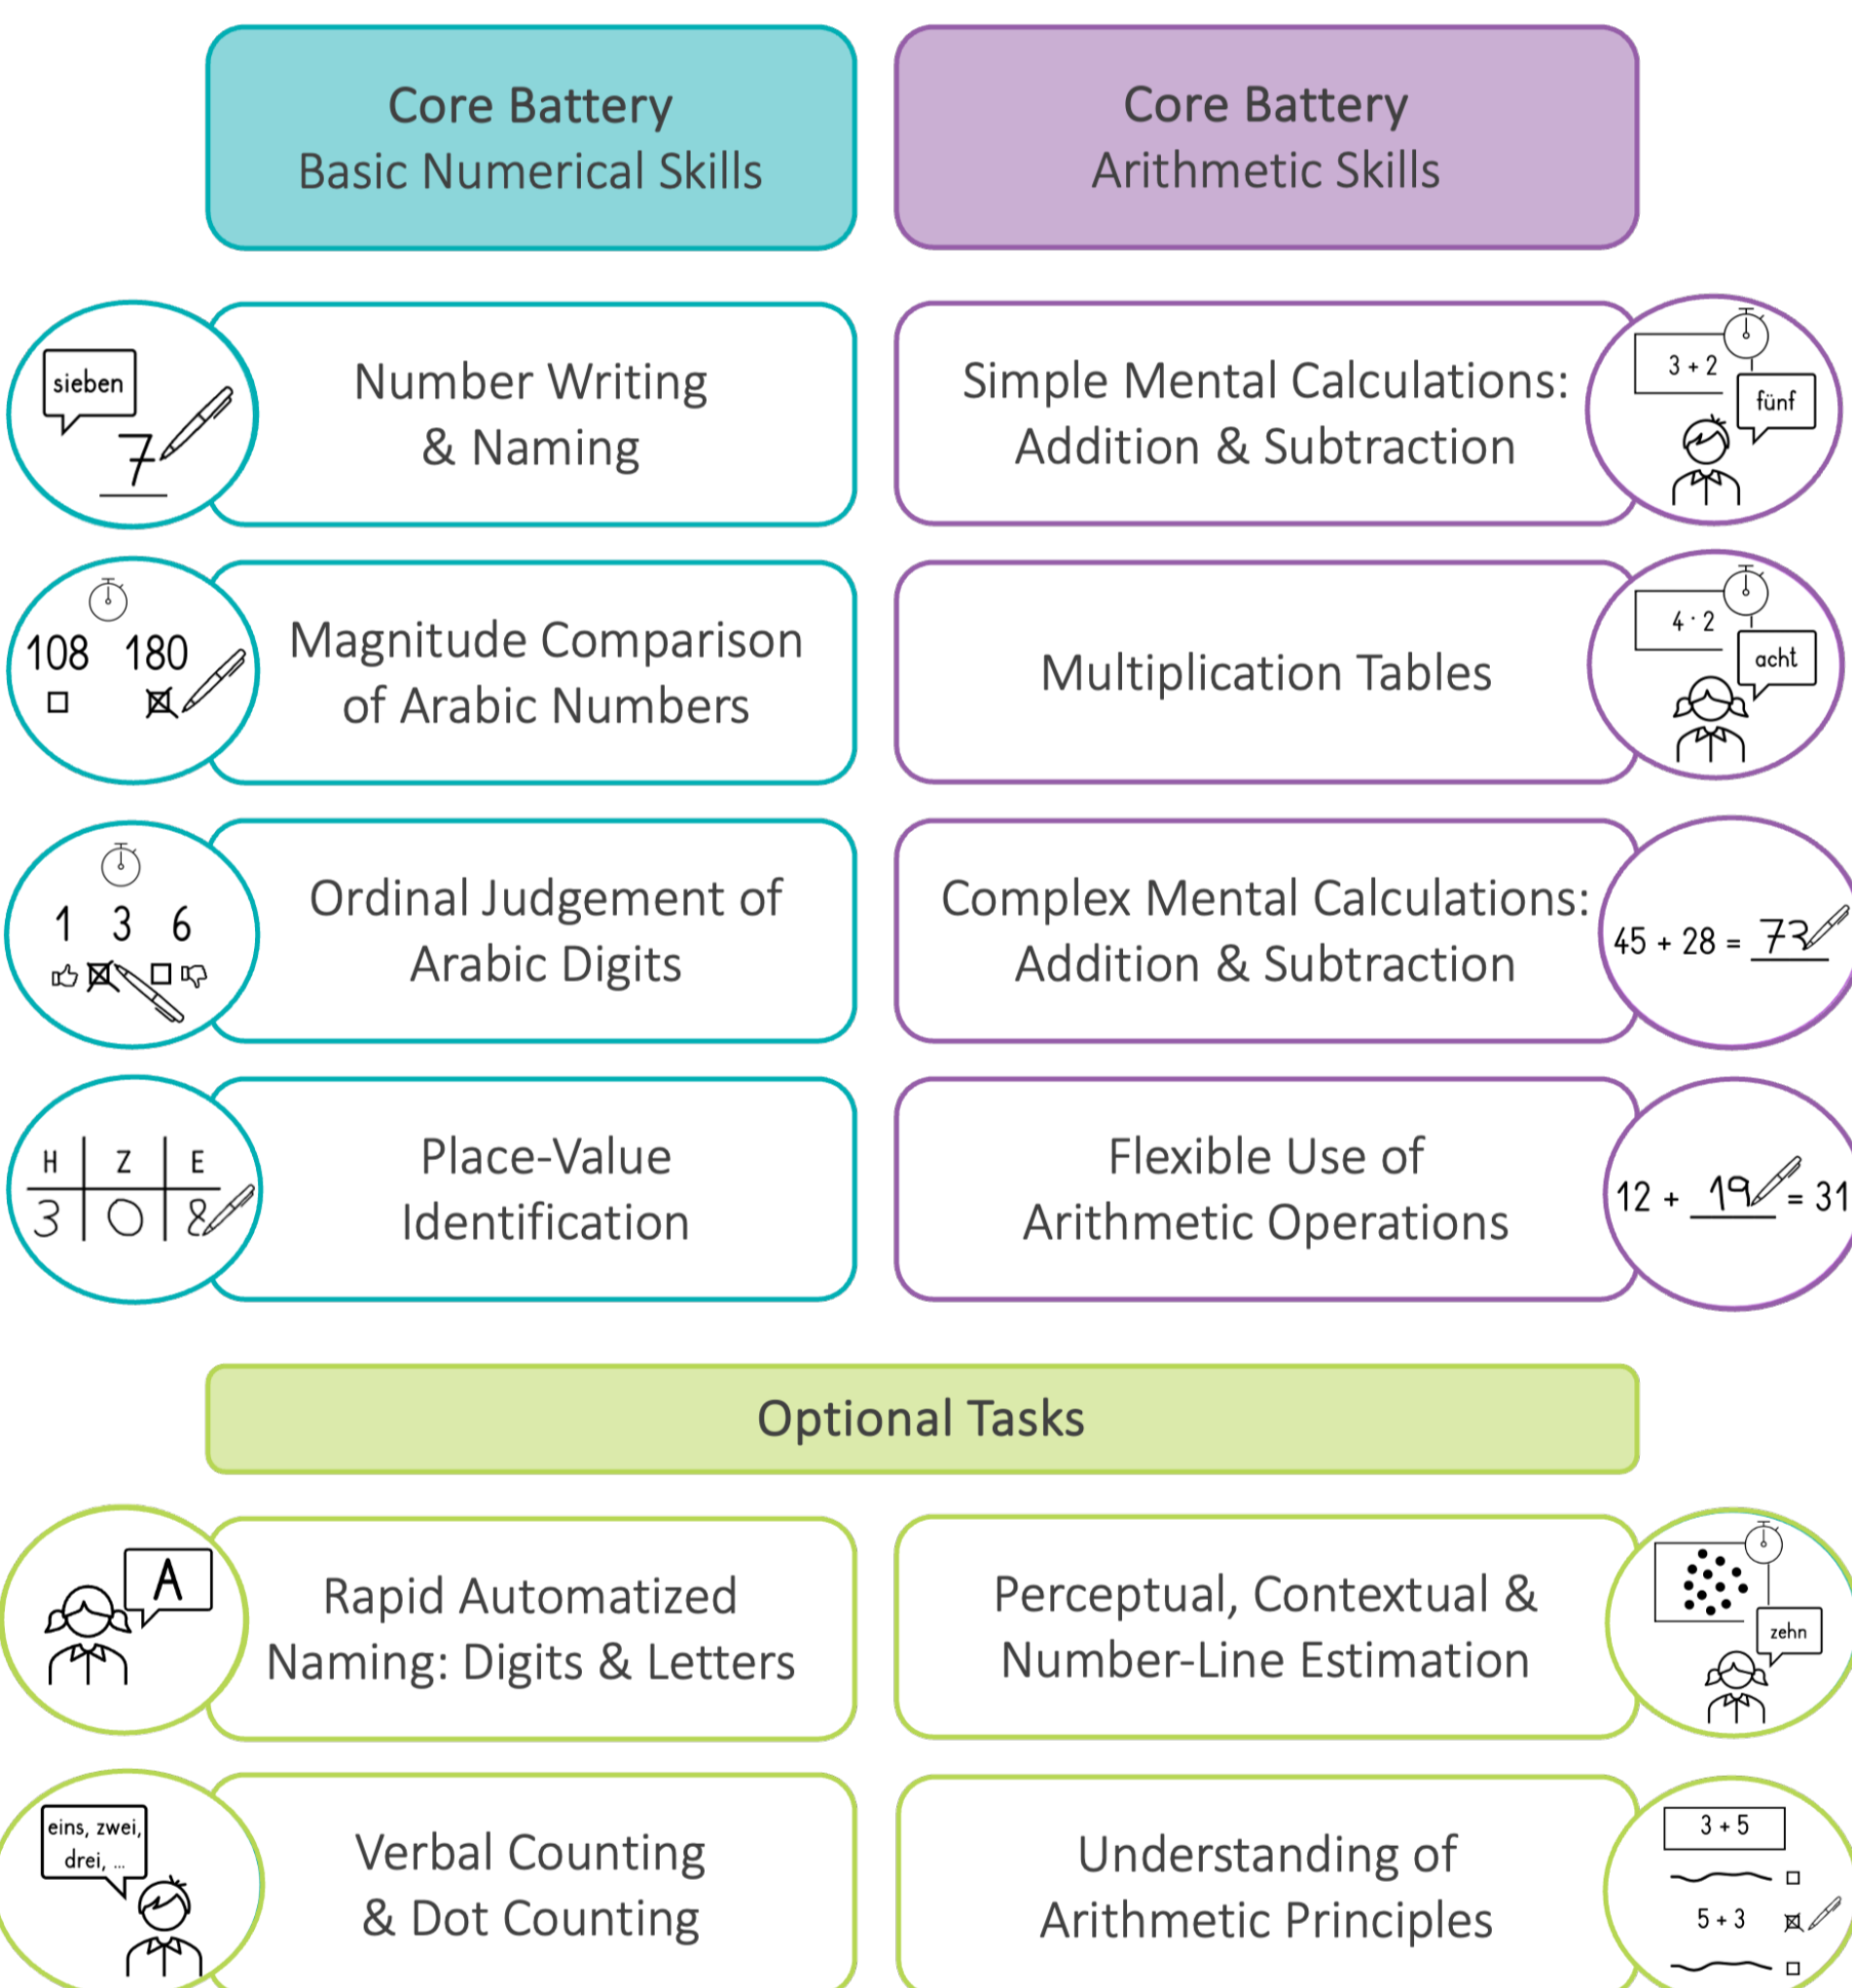 Core Battery
Basic Numerical Skills
Core Battery
Arithmetic Skills
sieben
7
Number Writing
& Naming
Simple Mental Calculations:
Addition & Subtraction
3 + 2
fünf
108 180
Magnitude Comparison
of Arabic Numbers
Multiplication Tables
4 · 2
acht
1 3 6
Ordinal Judgement of
Arabic Digits
Complex Mental Calculations:
Addition & Subtraction
45 + 28 = 73
H Z E
3 0 8
Place-Value
Identification
Flexible Use of
Arithmetic Operations
12 + 19 = 31
Optional Tasks
A
Rapid Automatized
Naming: Digits & Letters
Perceptual, Contextual &
Number-Line Estimation
zehn
eins, zwei,
drei, ...
Verbal Counting
& Dot Counting
Understanding of
Arithmetic Principles
3 + 5
5 + 3